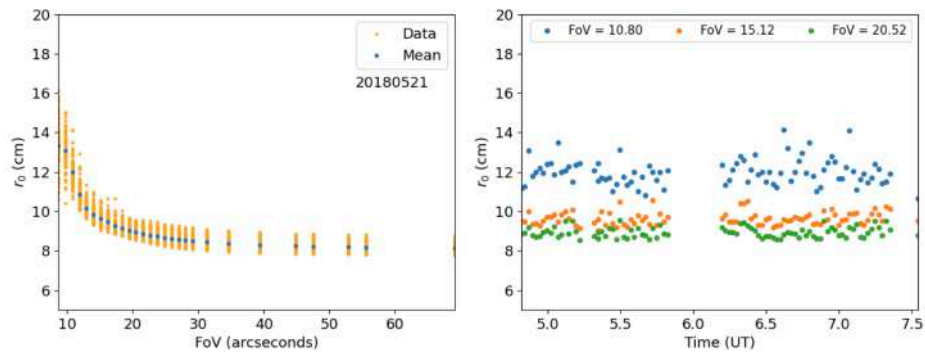 20
18
16
14
12
10
8
6
r₀ (cm)
Data
Mean
20180521
10 20 30 40 50 60
FoV (arcseconds)
20
18
16
14
12
10
8
6
r₀ (cm)
FoV = 10.80 FoV = 15.12 FoV = 20.52
5.0 5.5 6.0 6.5 7.0 7.5
Time (UT)